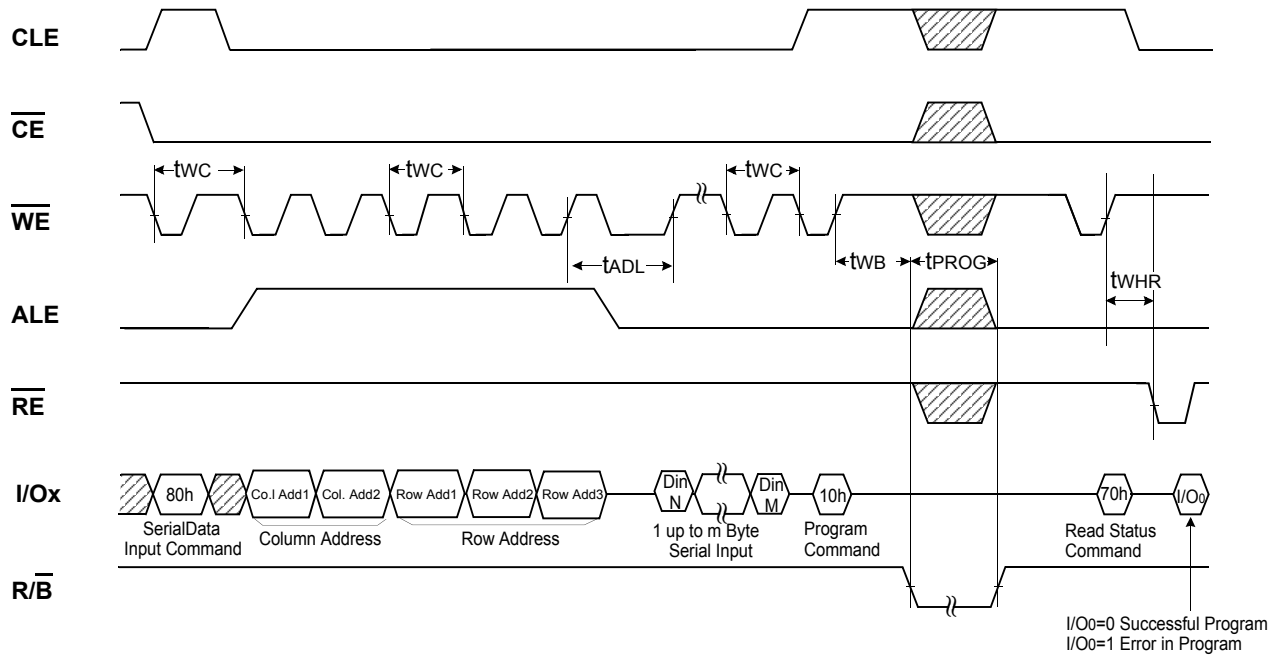 CLE
CE
tWC
tWC
tWC
WE
tADL
tWB
tPROG
tWHR
ALE
RE
I/Ox
80h
Co.l Add1
Col. Add2
Row Add1
Row Add2
Row Add3
Din
N
Din
M
10h
70h
I/O0
SerialData
Input Command
Column Address
Row Address
1 up to m Byte
Serial Input
Program
Command
Read Status
Command
R/B
I/O0=0 Successful Program
I/O0=1 Error in Program